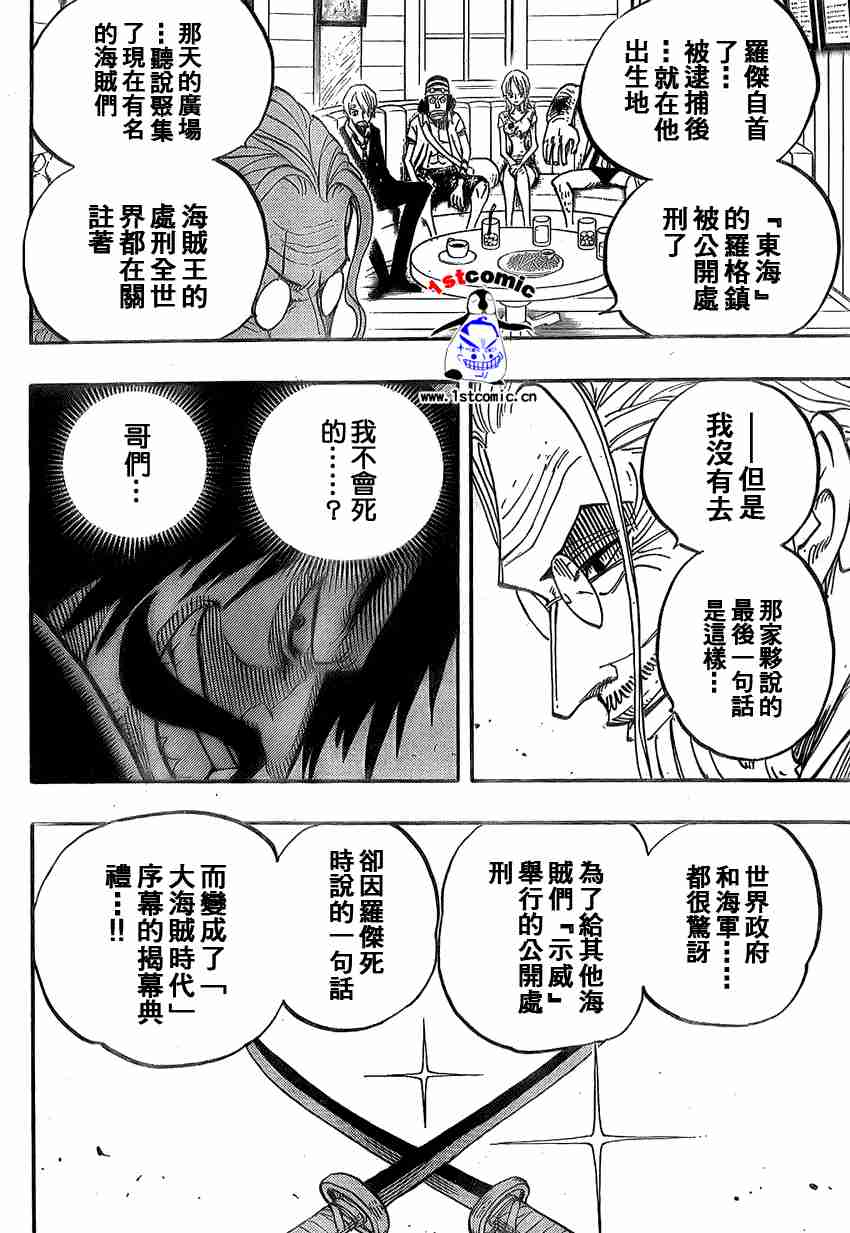 羅傑自首
了…
被逮捕後
…就在他
出生地
『東海』
的羅格鎮
被公開處
刑了
那天的廣場
…聽說聚集
了現在有名
的海賊們
海賊王的
處刑全世
界都在關
註著
1stcomic
www.1stcomic.cn
──但是
我沒有去
那家夥說的
最後一句話
是這樣…
我不會死
的……？
哥們…
世界政府
和海軍……
都很驚訝
為了給其他海
賊們『示威』
舉行的公開處
刑
卻因羅傑死
時說的一句話
而變成了「
大海賊時代」
序幕的揭幕典
禮…!!